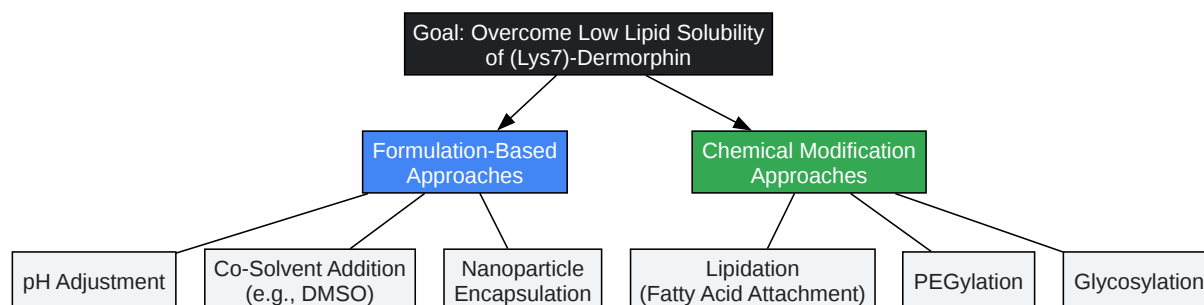 Goal: Overcome Low Lipid Solubility
of (Lys7)-Dermorphin
Formulation-Based
Approaches
Chemical Modification
Approaches
pH Adjustment
Co-Solvent Addition
(e.g., DMSO)
Nanoparticle
Encapsulation
Lipidation
(Fatty Acid Attachment)
PEGylation
Glycosylation